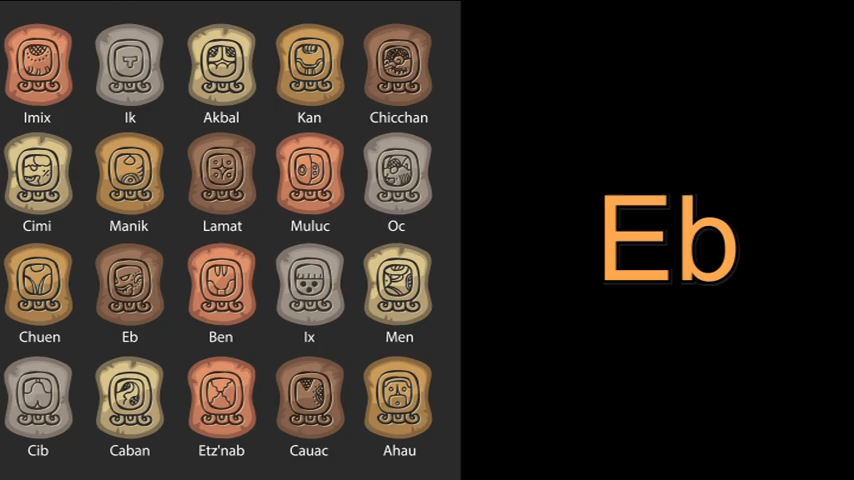 Imix Ik Akbal Kan Chicchan
Cimi Manik Lamat Muluc Oc
Chuen Eb Ben Ix Men
Cib Caban Etz'nab Cauac Ahau
Eb